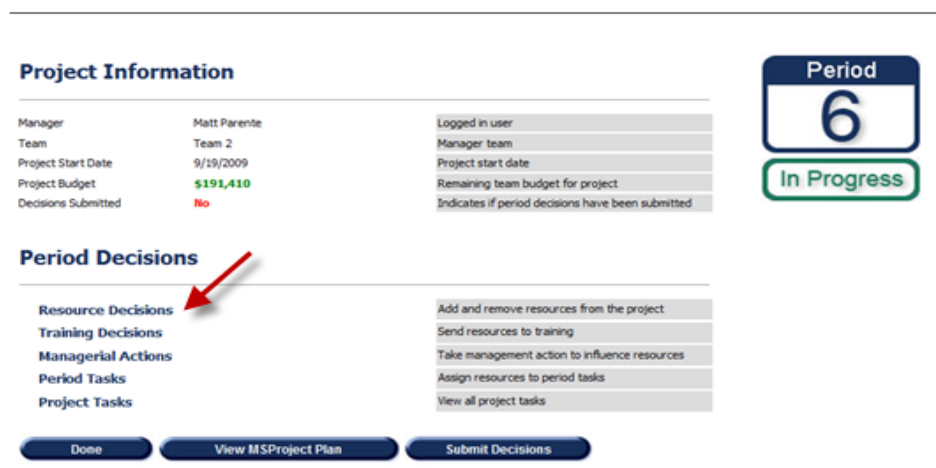 Project Information
Manager Matt Parente Logged in user
Team Team 2 Manager team
Project Start Date 9/19/2009 Project start date
Project Budget $191,410 Remaining team budget for project
Decisions Submitted No Indicates if period decisions have been submitted
Period
6
In Progress
Period Decisions
Resource Decisions Add and remove resources from the project
Training Decisions Send resources to training
Managerial Actions Take management action to influence resources
Period Tasks Assign resources to period tasks
Project Tasks View all project tasks
Done View MSProject Plan Submit Decisions